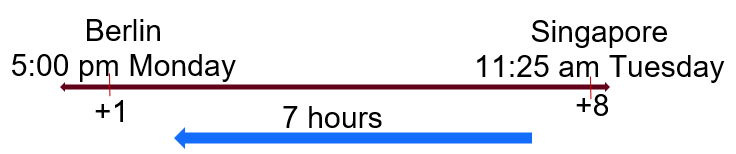 Berlin
5:00 pm Monday
Singapore
11:25 am Tuesday
+1
+8
7 hours